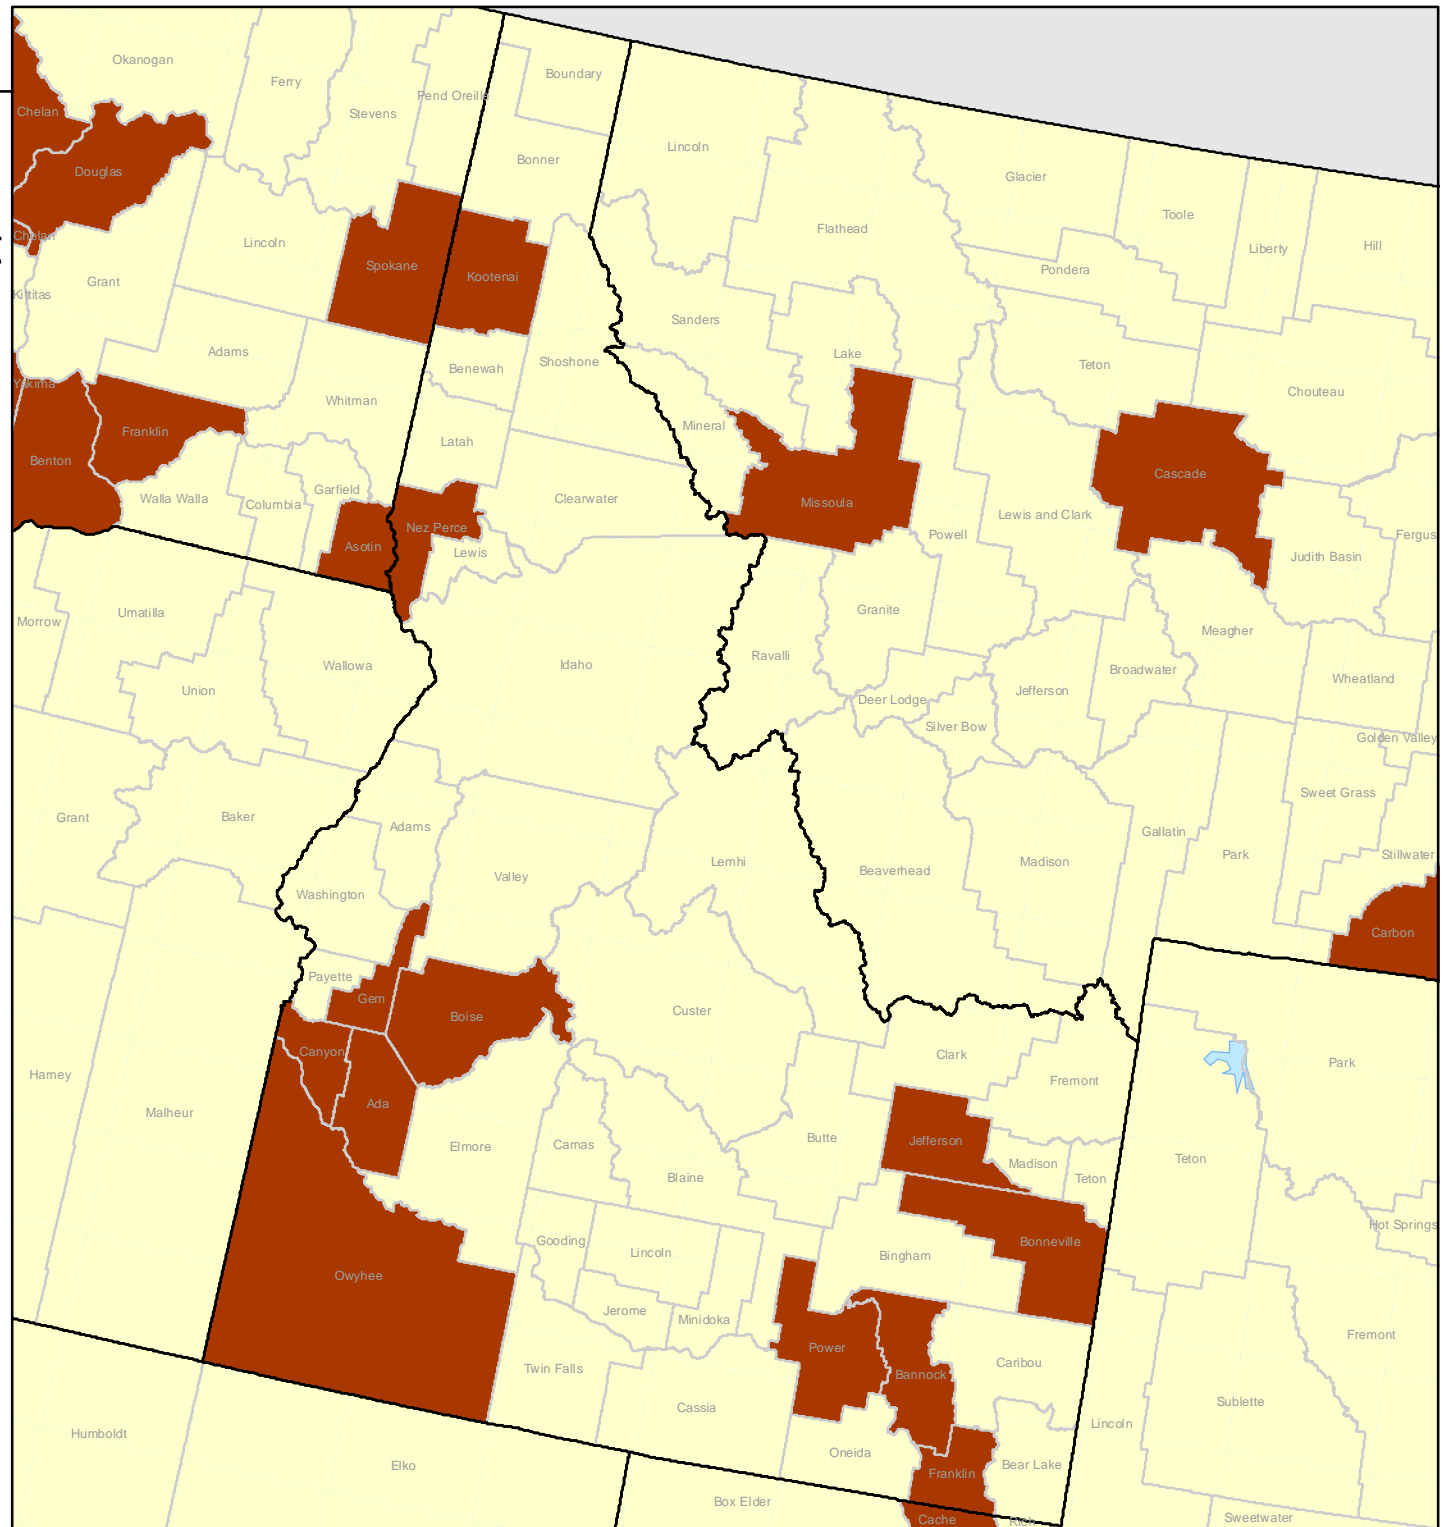 Okanogan
Ferry
Stevens
Pend Oreille
Boundary
Bonner
Lincoln
Flathead
Glacier
Toole
Liberty
Hill
Chelan
Douglas
Chelan
Lincoln
Spokane
Kootenai
Pondera
Kittitas
Grant
Sanders
Lake
Teton
Chouteau
Adams
Benewah
Shoshone
Yakima
Whitman
Mineral
Franklin
Latah
Benton
Cascade
Walla Walla
Columbia
Garfield
Clearwater
Missoula
Lewis and Clark
Nez Perce
Asotin
Lewis
Powell
Fergus
Judith Basin
Morrow
Umatilla
Granite
Meagher
Wallowa
Idaho
Ravalli
Union
Deer Lodge
Jefferson
Broadwater
Wheatland
Silver Bow
Golden Valley
Sweet Grass
Grant
Baker
Adams
Gallatin
Park
Stillwater
Lemhi
Beaverhead
Madison
Washington
Valley
Carbon
Payette
Gem
Boise
Custer
Canyon
Clark
Park
Harney
Malheur
Ada
Fremont
Elmore
Camas
Butte
Jefferson
Blaine
Madison
Teton
Teton
Hot Springs
Gooding
Lincoln
Bingham
Bonneville
Owyhee
Jerome
Minidoka
Fremont
Power
Twin Falls
Bannock
Caribou
Cassia
Sublette
Humboldt
Lincoln
Elko
Oneida
Franklin
Bear Lake
Box Elder
Cache
Rich
Sweetwater